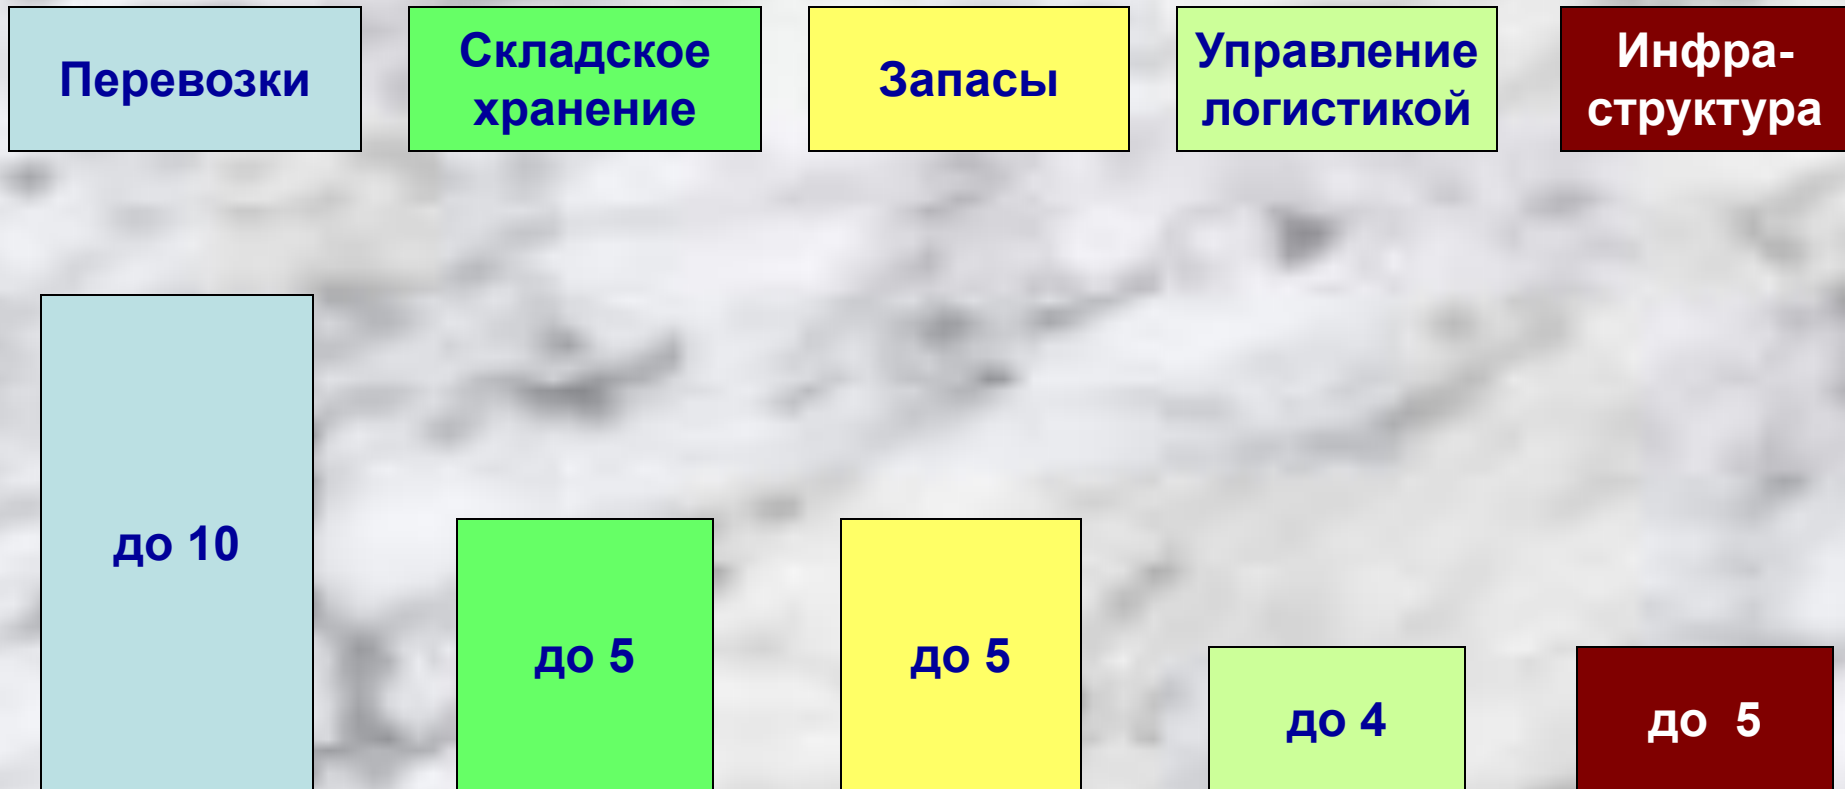 Перевозки
Складское
хранение
Запасы
Управление
логистикой
Инфра-
структура
до 10
до 5
до 5
до 4
до  5